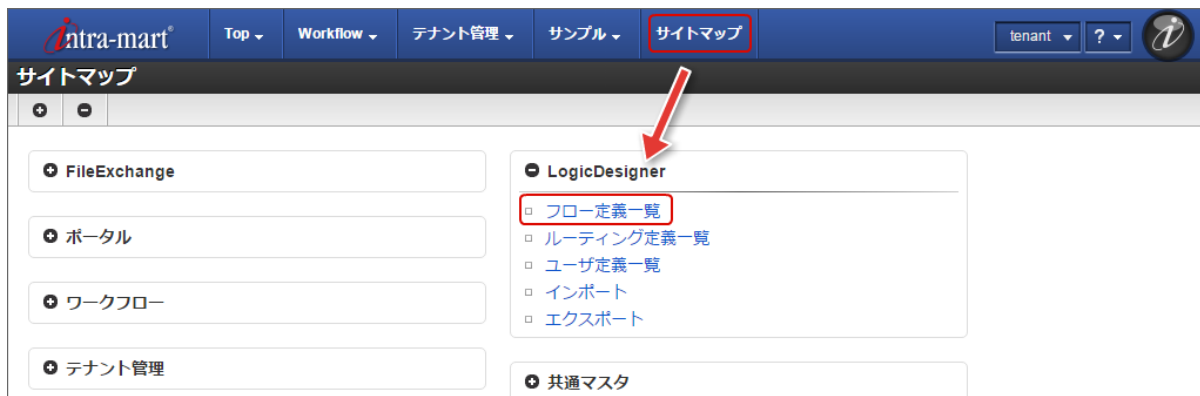 intra-mart® Top Workflow テナント管理 サンプル サイトマップ tenant ?
サイトマップ
FileExchange
ポータル
ワークフロー
テナント管理
LogicDesigner
フロー定義一覧
ルーティング定義一覧
ユーザ定義一覧
インポート
エクスポート
共通マスタ